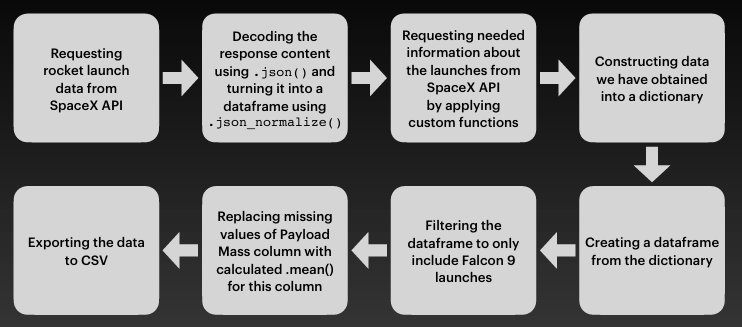 Requesting
rocket launch
data from
SpaceX API
Decoding the
response content
using .json() and
turning it into a
dataframe using
.json_normalize()
Requesting needed
information about
the launches from
SpaceX API
by applying
custom functions
Constructing data
we have obtained
into a dictionary
Creating a dataframe
from the dictionary
Filtering the
dataframe to only
include Falcon 9
launches
Replacing missing
values of Payload
Mass column with
calculated .mean()
for this column
Exporting the data
to CSV